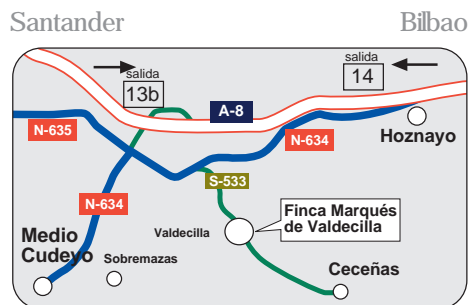 Santander Bilbao
salida
13b
salida
14
A-8
N-635
N-634
Hoznayo
S-533
N-634
Finca Marqués
de Valdecilla
Valdecilla
Medio
Cudeyo
Sobremazas
Ceceñas